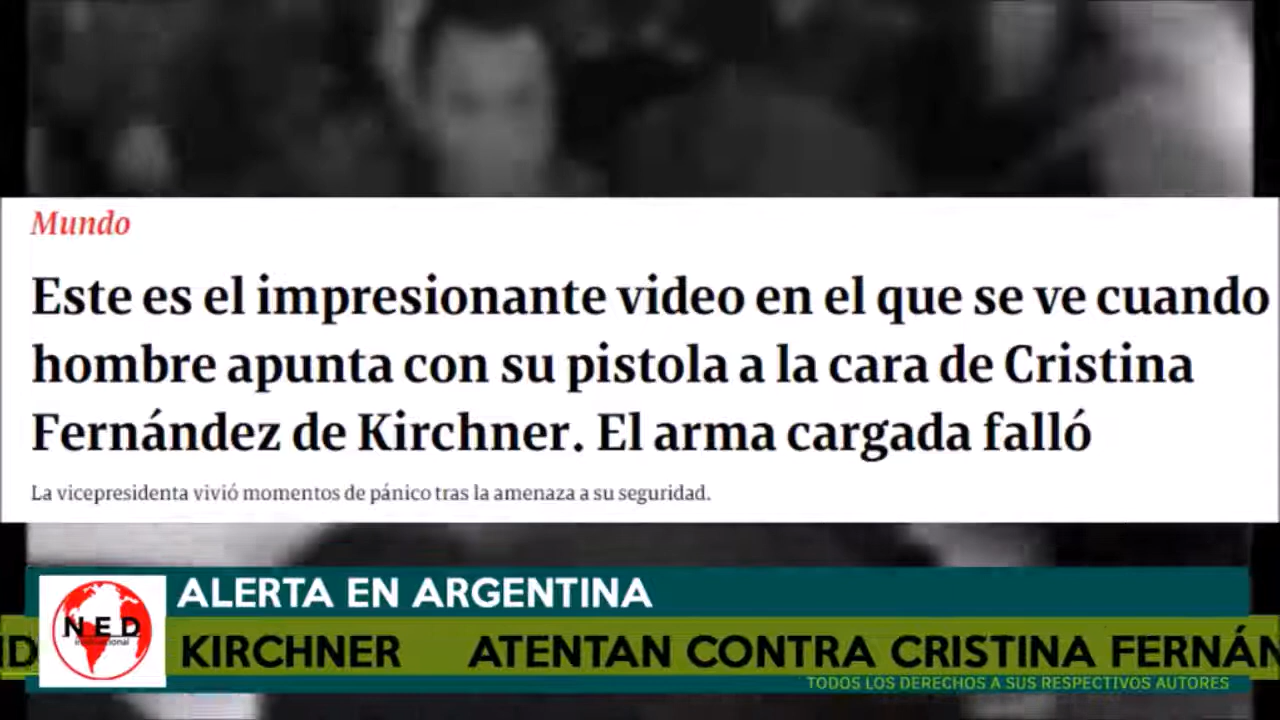 Mundo
Este es el impresionante video en el que se ve cuando
hombre apunta con su pistola a la cara de Cristina
Fernández de Kirchner. El arma cargada falló
La vicepresidenta vivió momentos de pánico tras la amenaza a su seguridad.
ALERTA EN ARGENTINA
NED
KIRCHNER ATENTAN CONTRA CRISTINA FERNÁN
TODOS LOS DERECHOS A SUS RESPECTIVOS AUTORES